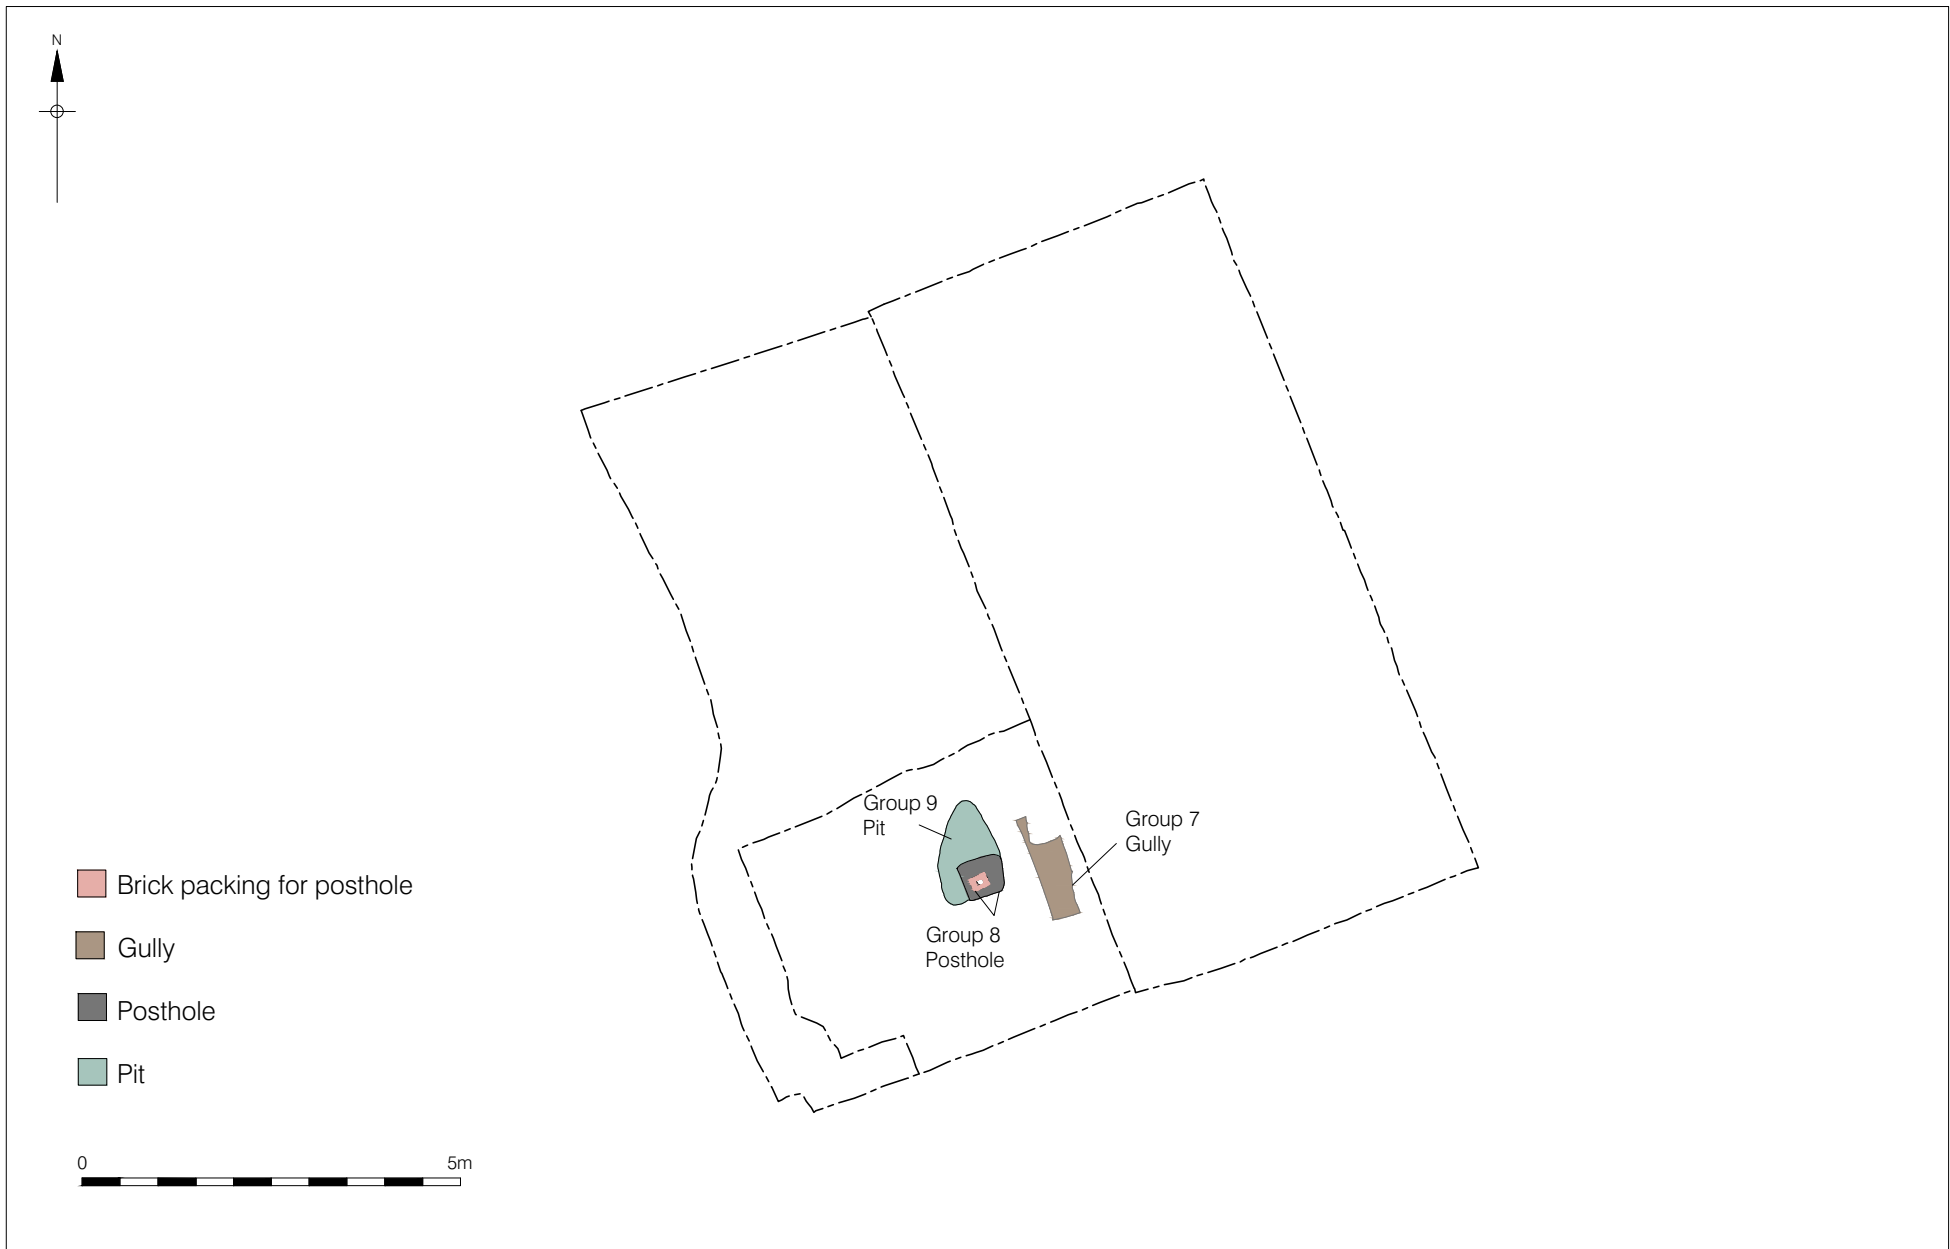 N
Group 9
Pit
Group 7
Gully
Group 8
Posthole
Brick packing for posthole
Gully
Posthole
Pit
0 5m